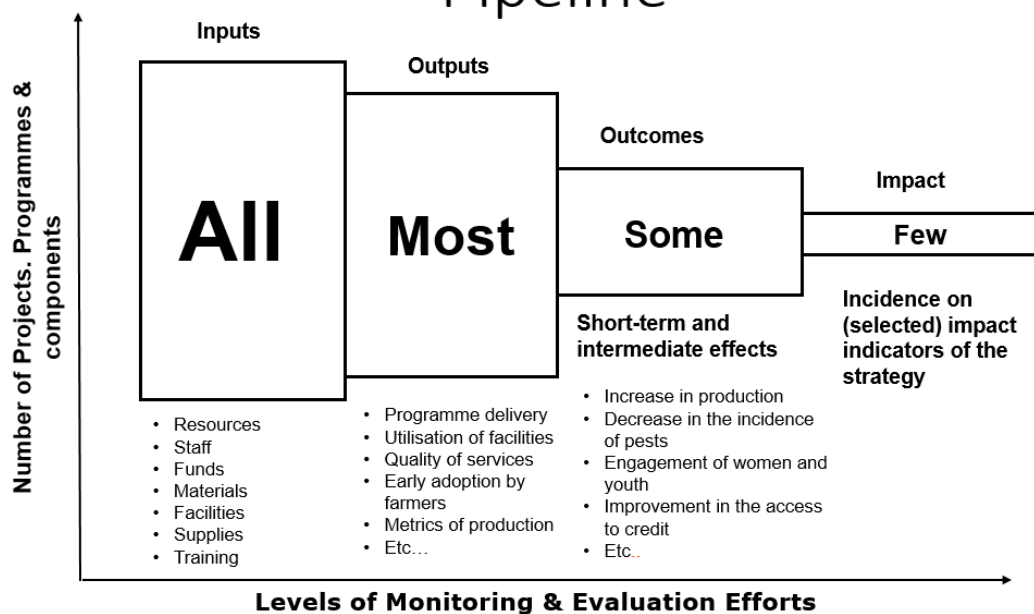 Pipeline
Inputs
Outputs
Outcomes
Impact
All
Most
Some
Few
Number of Projects. Programmes &
components
• Resources
• Staff
• Funds
• Materials
• Facilities
• Supplies
• Training
• Programme delivery
• Utilisation of facilities
• Quality of services
• Early adoption by
farmers
• Metrics of production
• Etc...
Short-term and
intermediate effects
• Increase in production
• Decrease in the incidence
of pests
• Engagement of women and
youth
• Improvement in the access
to credit
• Etc..
Incidence on
(selected) impact
indicators of the
strategy
Levels of Monitoring & Evaluation Efforts